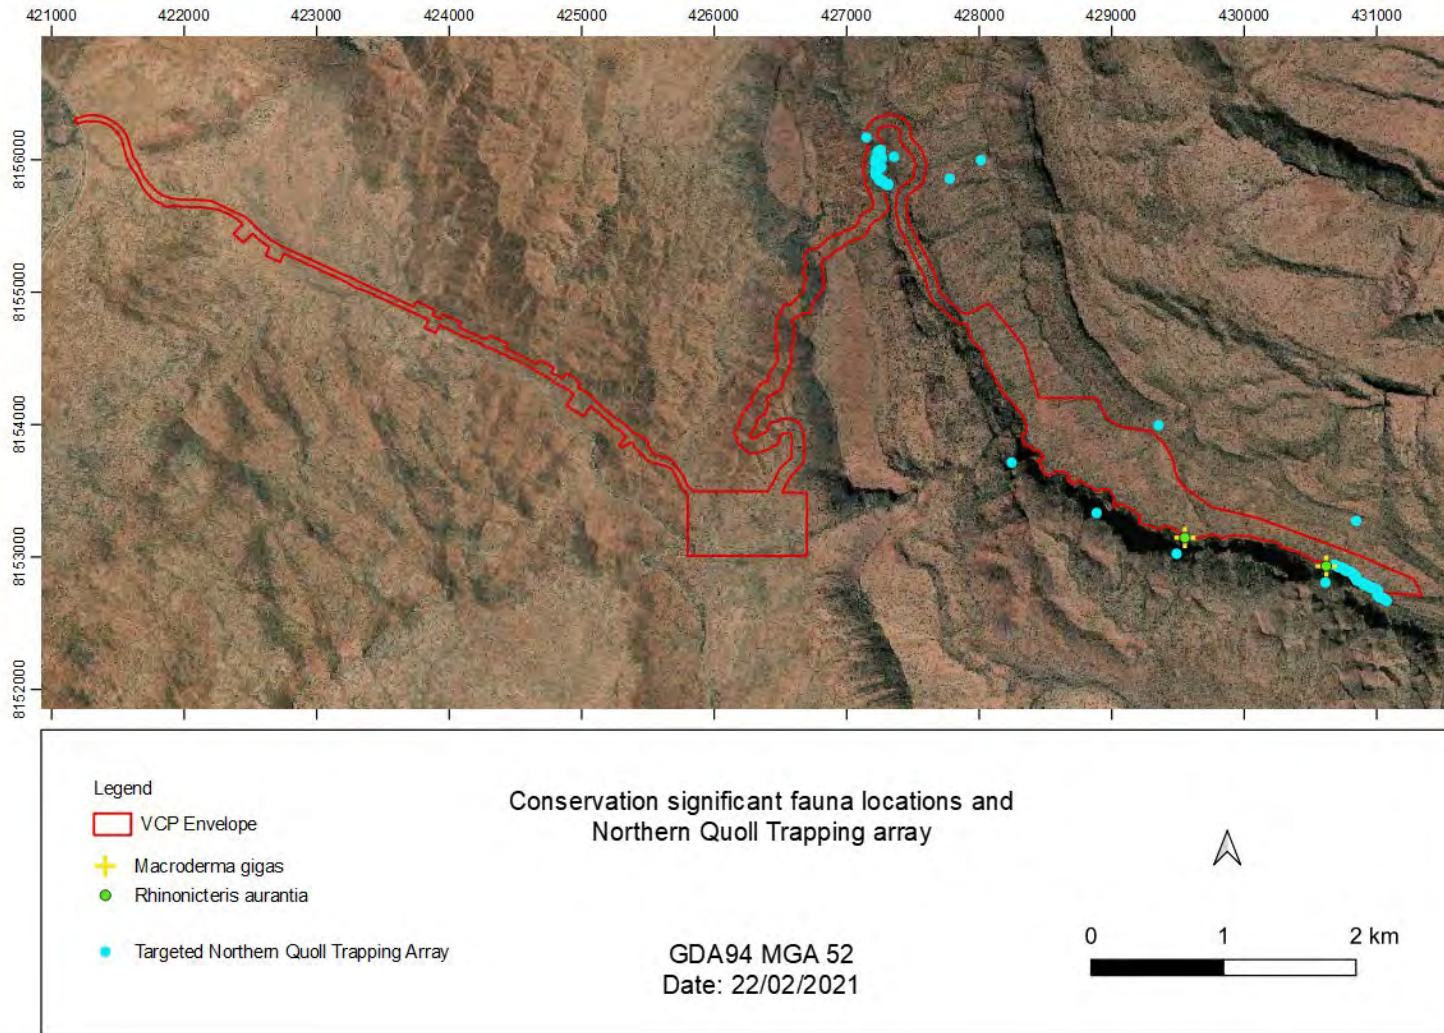 421000 422000 423000 424000 425000 426000 427000 428000 429000 430000 431000
8156000
8155000
8154000
8153000
8152000
Legend
VCP Envelope
Macroderma gigas
Rhinonicteris aurantia
Targeted Northern Quoll Trapping Array
Conservation significant fauna locations and
Northern Quoll Trapping array
GDA94 MGA 52
Date: 22/02/2021
0 1 2 km